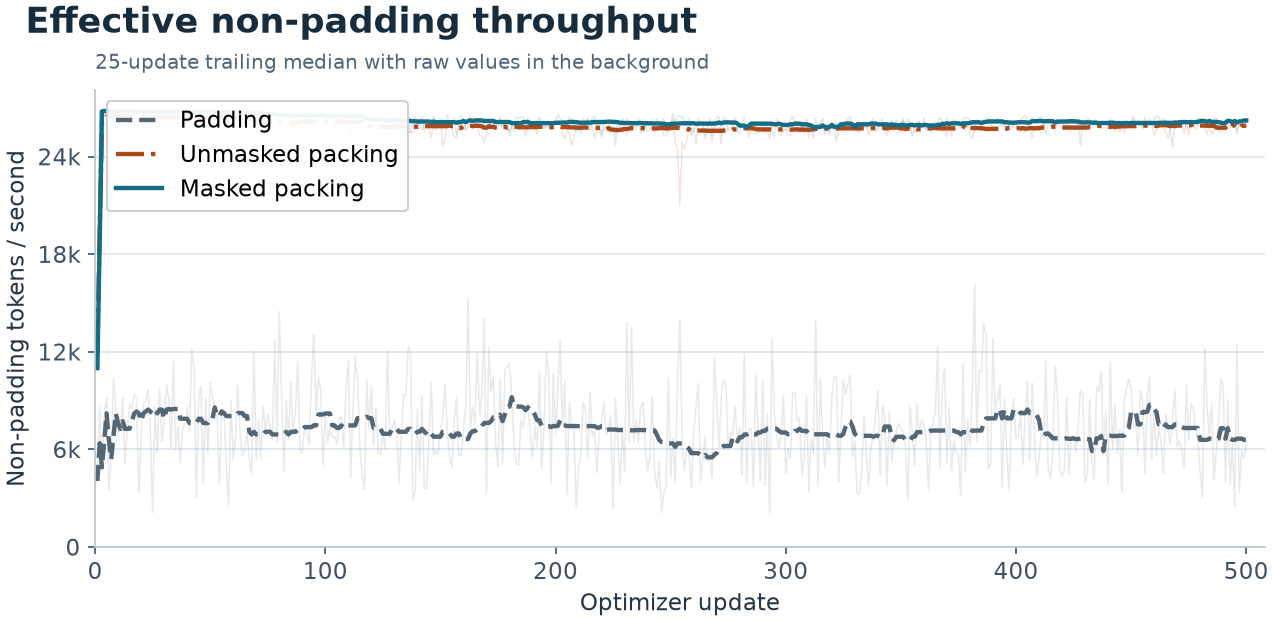 Effective non-padding throughput
25-update trailing median with raw values in the background
Non-padding tokens / second
24k
18k
12k
6k
0
Padding
Unmasked packing
Masked packing
0 100 200 300 400 500
Optimizer update